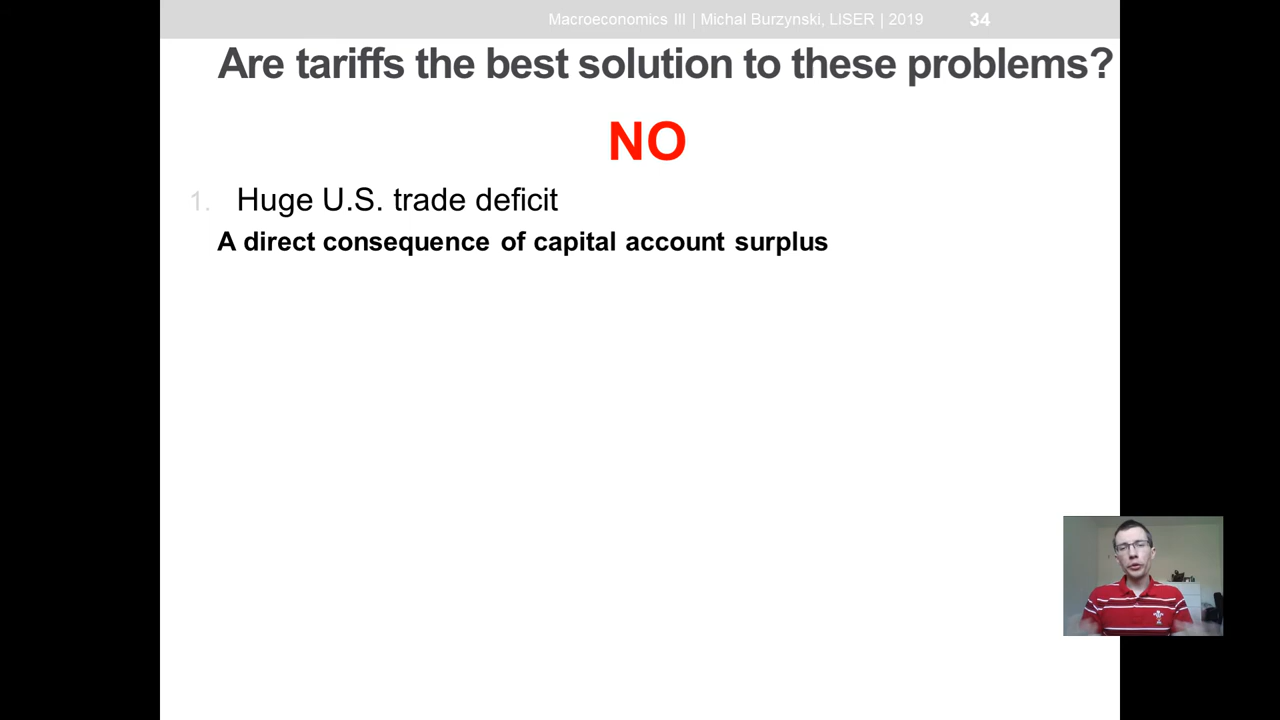 Macroeconomics III | Michal Burzynski, LISER | 2019 34
Are tariffs the best solution to these problems?
NO
1. Huge U.S. trade deficit
A direct consequence of capital account surplus